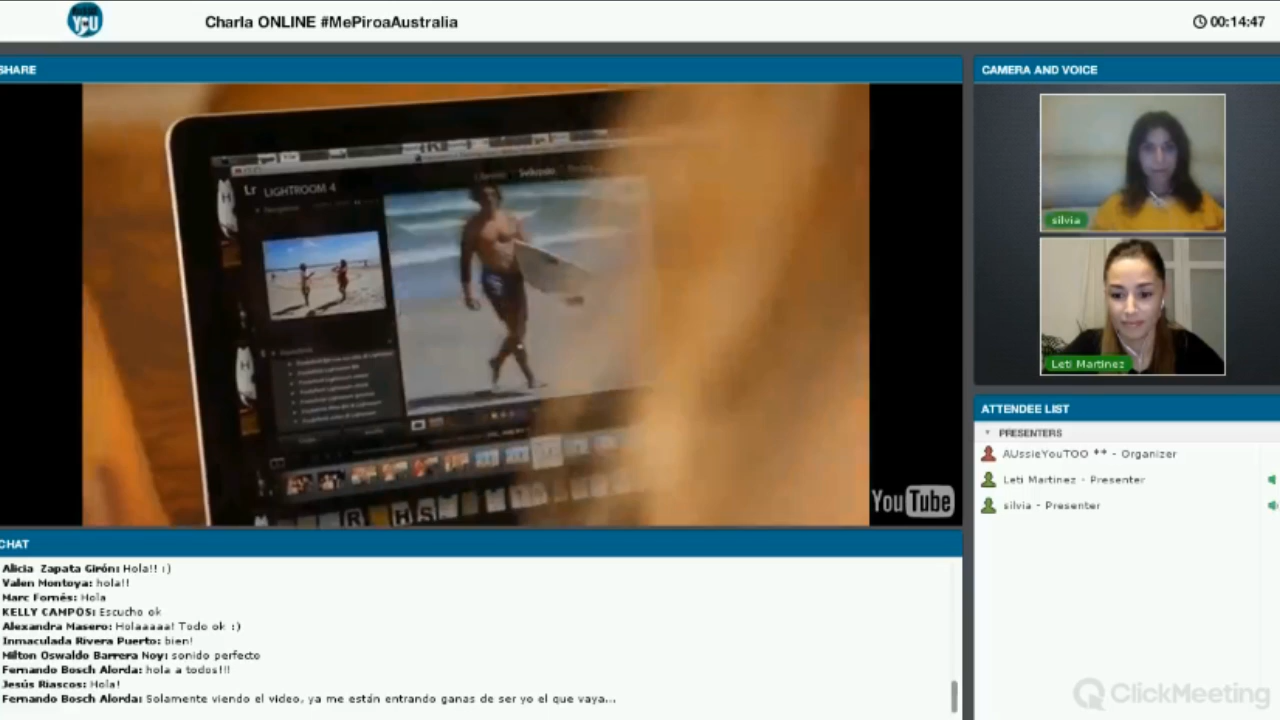 YOU
Charla ONLINE #MePiroaAustralia
00:14:47
SHARE
CAMERA AND VOICE
Lr LIGHTROOM 4
silvia
Leti Martinez
YouTube
ATTENDEE LIST
PRESENTERS
AUssieYouTOO ** - Organizer
Leti Martinez - Presenter
silvia - Presenter
CHAT
Alicia Zapata Girón: Hola!! :)
Valen Montoya: hola!!
Marc Fornés: Hola
KELLY CAMPOS: Escucho ok
Alexandra Masero: Holaaaaa! Todo ok :)
Inmaculada Rivera Puerto: bien!
Milton Oswaldo Barrera Noy: sonido perfecto
Fernando Bosch Alorda: hola a todos!!!
Jesús Riascos: Hola!
Fernando Bosch Alorda: Solamente viendo el video, ya me están entrando ganas de ser yo el que vaya...
ClickMeeting